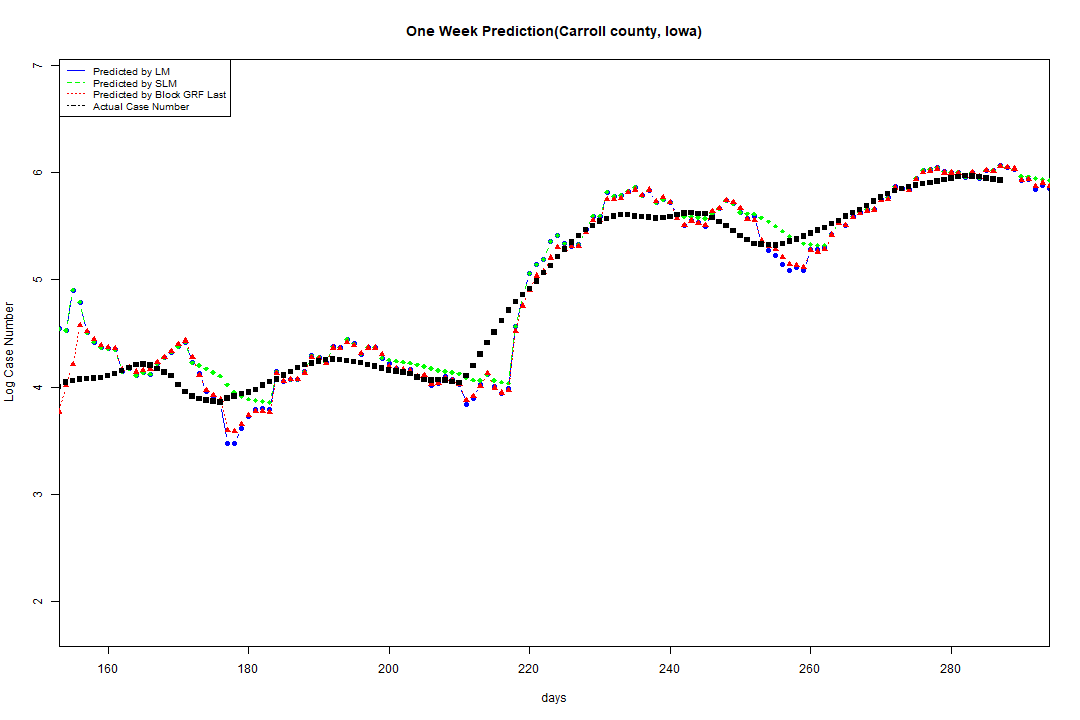 One Week Prediction(Carroll county, Iowa)
Predicted by LM
Predicted by SLM
Predicted by Block GRF Last
Actual Case Number
Log Case Number
7
6
5
4
3
2
160 180 200 220 240 260 280
days